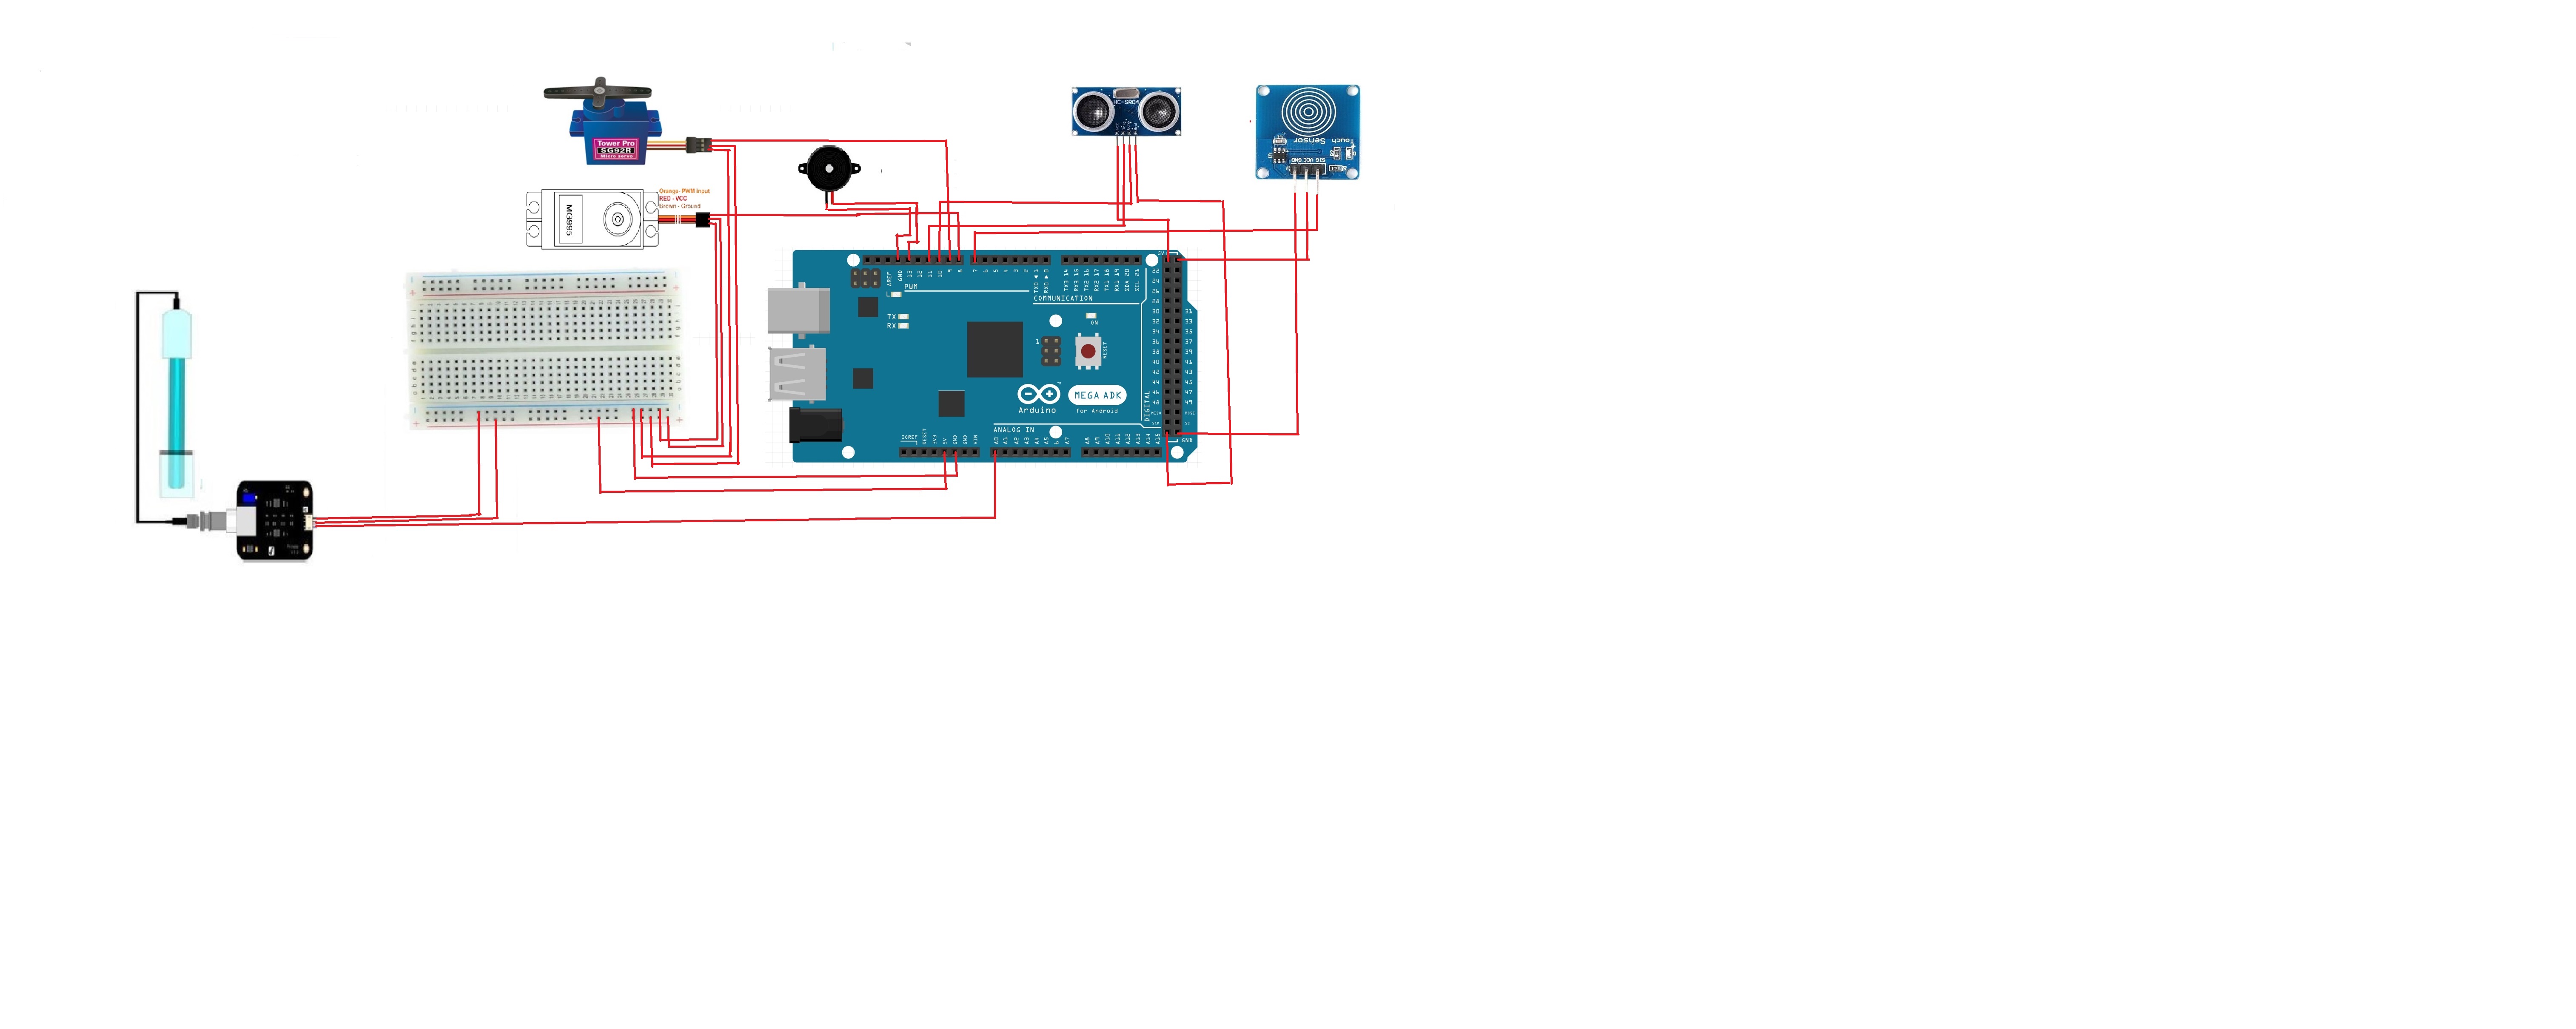 HC-SR04
Touch
Sensor
SIG VCC GND
Tower Pro
SG92R
Micro servo
Orange- PWM input
RED - VCC
Brown - Ground
MG995
AREF
GND
13
12
11
10
9
8
7
6
5
4
3
2
TX0 ▶ 1
RX0 ◀ 0
TX3 14
RX3 15
TX2 16
RX2 17
TX1 18
RX1 19
SDA 20
SCL 21
PWM
COMMUNICATION
L
TX
RX
ON
1
RESET
22
24
26
28
30 31
32 33
34 35
36 37
38 39
40 41
42 43
44 45
46 47
48 49
DIGITAL
GND
Arduino
MEGA ADK
for Android
ANALOG IN
IOREF
RESET
3V3
5V
GND
GND
VIN
A0
A1
A2
A3
A4
A5
6
A7
A8
A9
A10
A11
A12
A13
A14
A15